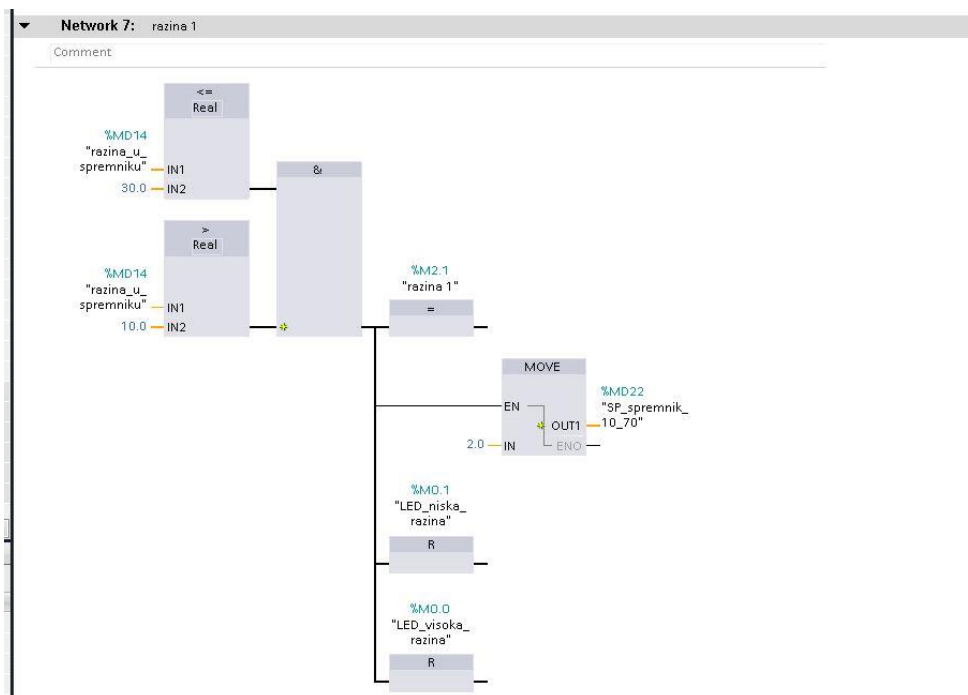 Network 7: razina 1
Comment
<=
Real
%MD14
"razina_u_
spremniku"
IN1
30.0
IN2
&
>
Real
%MD14
"razina_u_
spremniku"
IN1
10.0
IN2
%M2.1
"razina 1"
=
MOVE
EN
%MD22
"SP_spremnik_
10_70"
OUT1
2.0
IN
ENO
%M0.1
"LED_niska_
razina"
R
%M0.0
"LED_visoka_
razina"
R